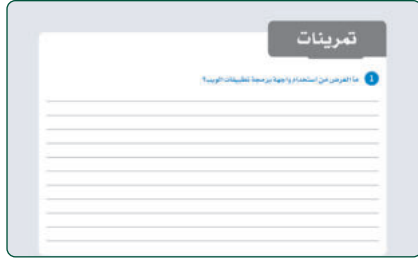 تمرينات
1 ما الغرض من استخدام واجهة برمجة تطبيقات الويب؟